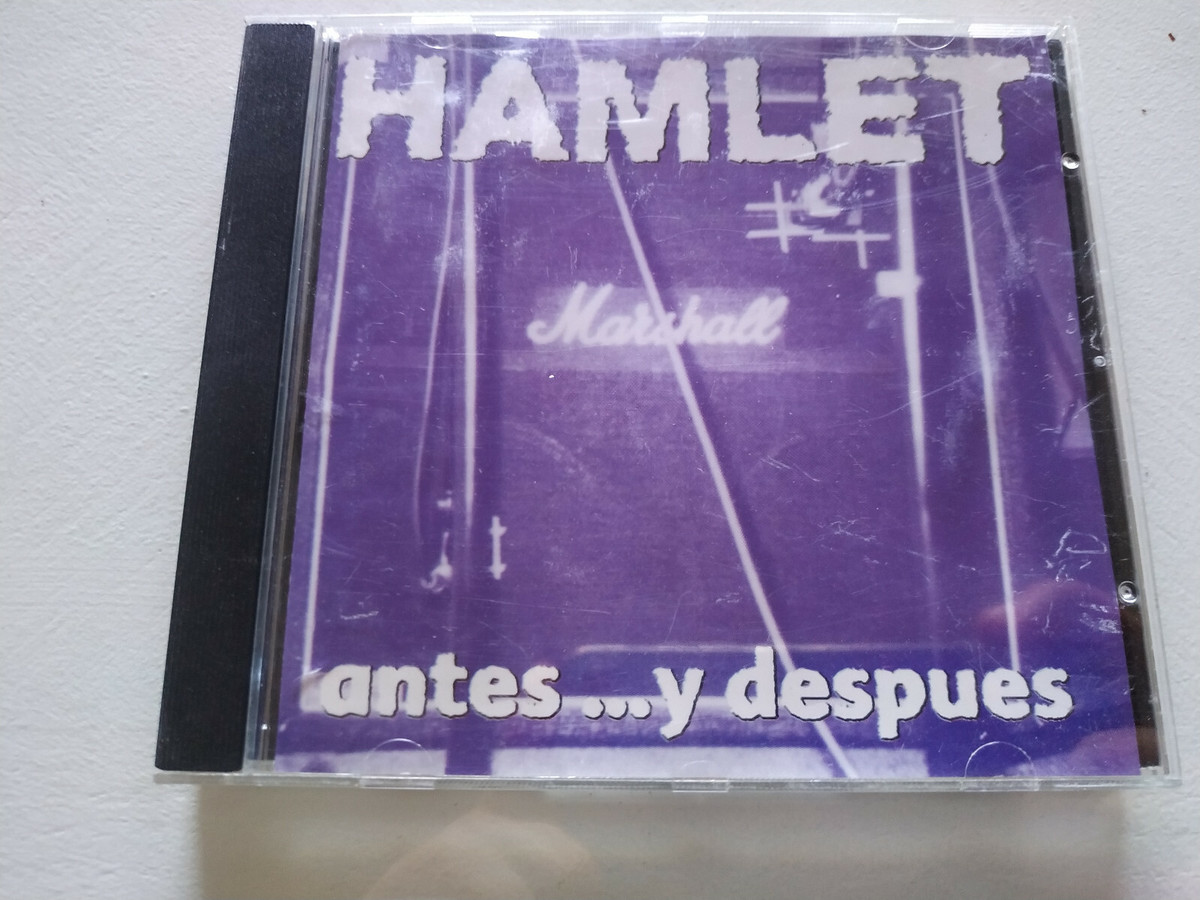 HAMLET
Marshall
antes ...y despues